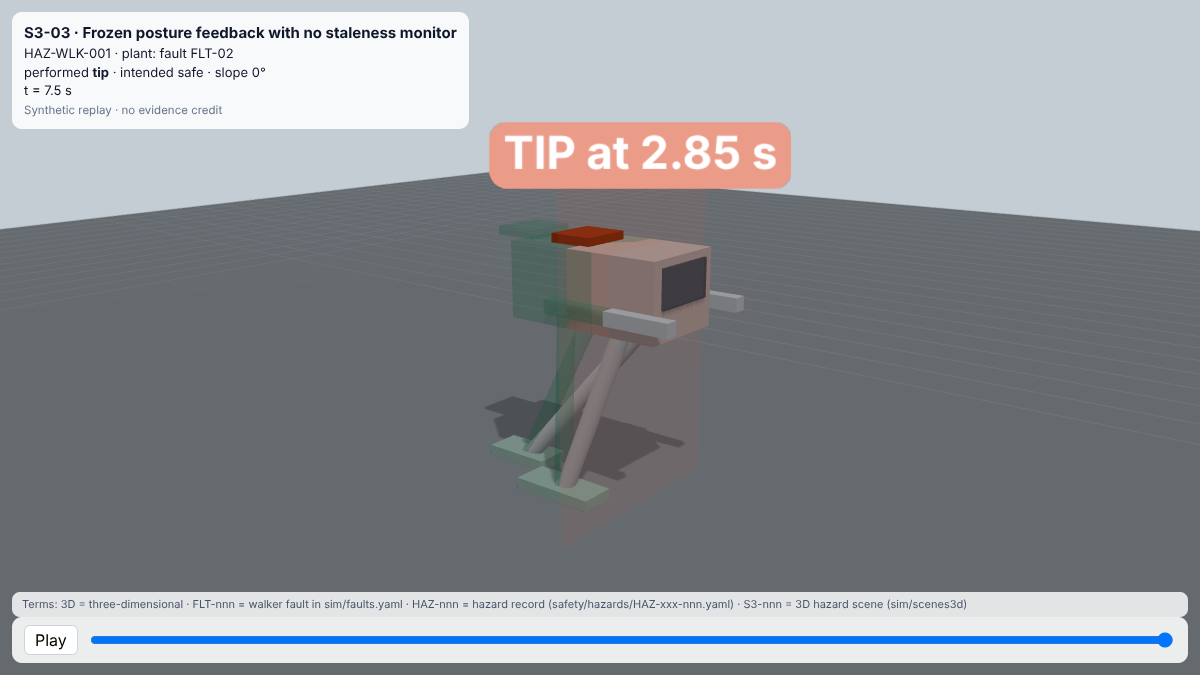 S3-03 · Frozen posture feedback with no staleness monitor
HAZ-WLK-001 · plant: fault FLT-02
performed tip · intended safe · slope 0°
t = 7.5 s
Synthetic replay · no evidence credit
TIP at 2.85 s
Terms: 3D = three-dimensional · FLT-nnn = walker fault in sim/faults.yaml · HAZ-nnn = hazard record (safety/hazards/HAZ-xxx-nnn.yaml) · S3-nnn = 3D hazard scene (sim/scenes3d)
Play